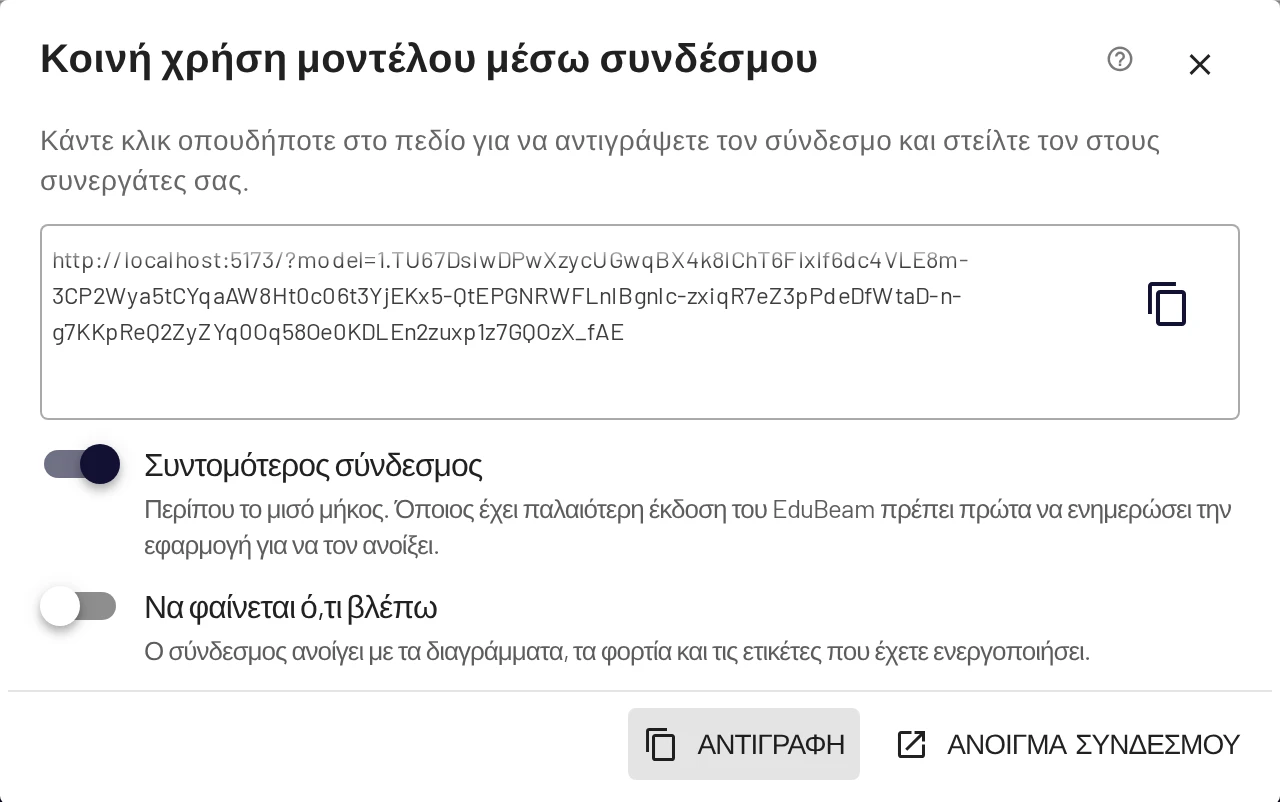 Κοινή χρήση μοντέλου μέσω συνδέσμου
Κάντε κλικ οπουδήποτε στο πεδίο για να αντιγράψετε τον σύνδεσμο και στείλτε τον στους
συνεργάτες σας.
http://localhost:5173/?model=1.TU67DsIwDPwXzycUGwqBX4k8IChT6FIxIf6dc4VLE8m-
3CP2Wya5tCYqaAW8Ht0c06t3YjEKx5-QtEPGNRWFLnIBgnIc-zxiqR7eZ3pPdeDfWtaD-n-
g7KKpReQ2ZyZYq0Oq58Oe0KDLEn2zuxp1z7GQOzX_fAE
Συντομότερος σύνδεσμος
Περίπου το μισό μήκος. Όποιος έχει παλαιότερη έκδοση του EduBeam πρέπει πρώτα να ενημερώσει την
εφαρμογή για να τον ανοίξει.
Να φαίνεται ό,τι βλέπω
Ο σύνδεσμος ανοίγει με τα διαγράμματα, τα φορτία και τις ετικέτες που έχετε ενεργοποιήσει.
ΑΝΤΙΓΡΑΦΗ
ΑΝΟΙΓΜΑ ΣΥΝΔΕΣΜΟΥ